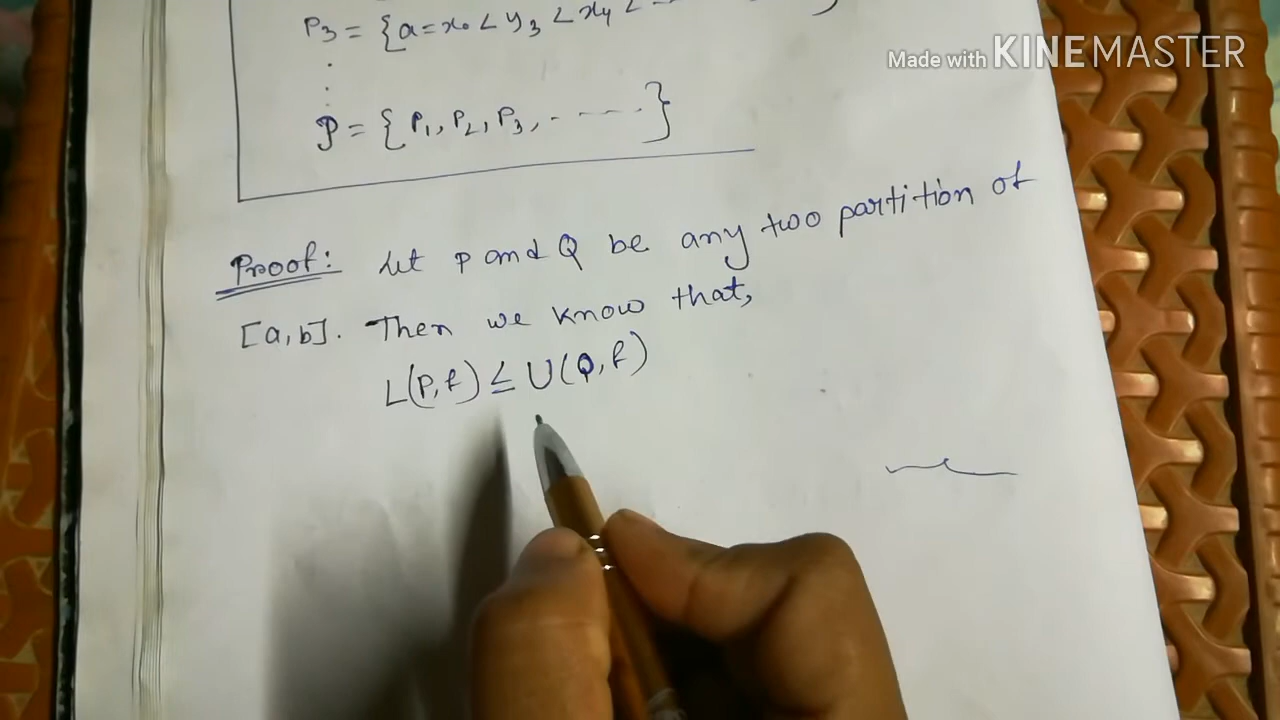 P3 = {a = x0 < y3 < x4 <
Made with KINEMASTER
.
.
P = {P1, P2, P3, . - - - . }
Proof: Let P and Q be any two partition of
[a,b]. Then we know that,
L(P,f) ≤ U(Q,f)